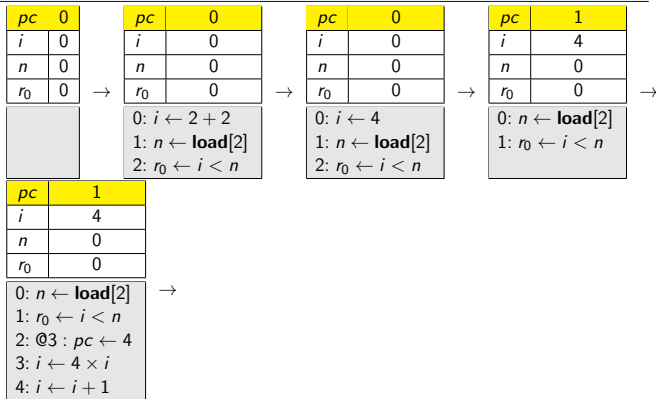 pc 0
i 0
n 0
r0 0
→
pc 0
i 0
n 0
r0 0
0: i ← 2 + 2
1: n ← load[2]
2: r0 ← i < n
→
pc 0
i 0
n 0
r0 0
0: i ← 4
1: n ← load[2]
2: r0 ← i < n
→
pc 1
i 4
n 0
r0 0
0: n ← load[2]
1: r0 ← i < n
→
pc 1
i 4
n 0
r0 0
0: n ← load[2]
1: r0 ← i < n
2: @3 : pc ← 4
3: i ← 4 × i
4: i ← i + 1
→